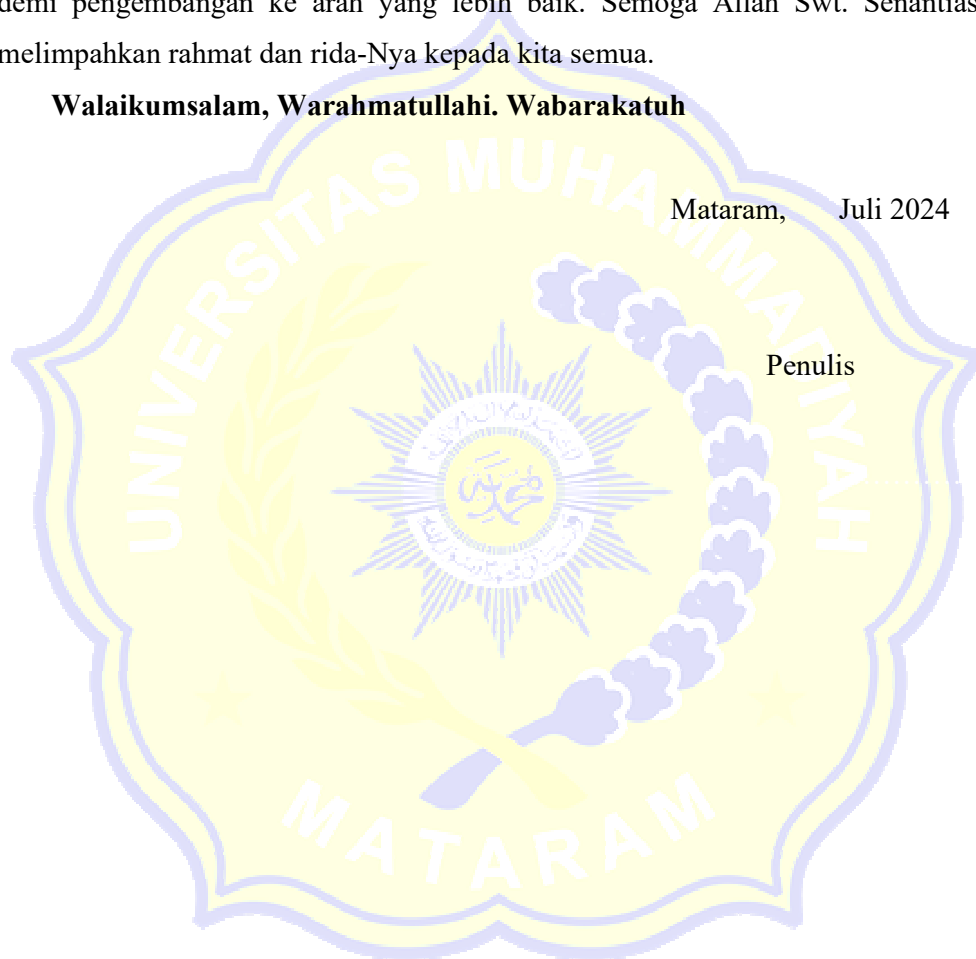 demi pengembangan ke arah yang lebih baik. Semoga Allah Swt. Senantias
melimpahkan rahmat dan rida-Nya kepada kita semua.
Walaikumsalam, Warahmatullahi. Wabarakatuh
Mataram, Juli 2024
Penulis
UNIVERSITAS MUHAMMADIYAH
MATARAM